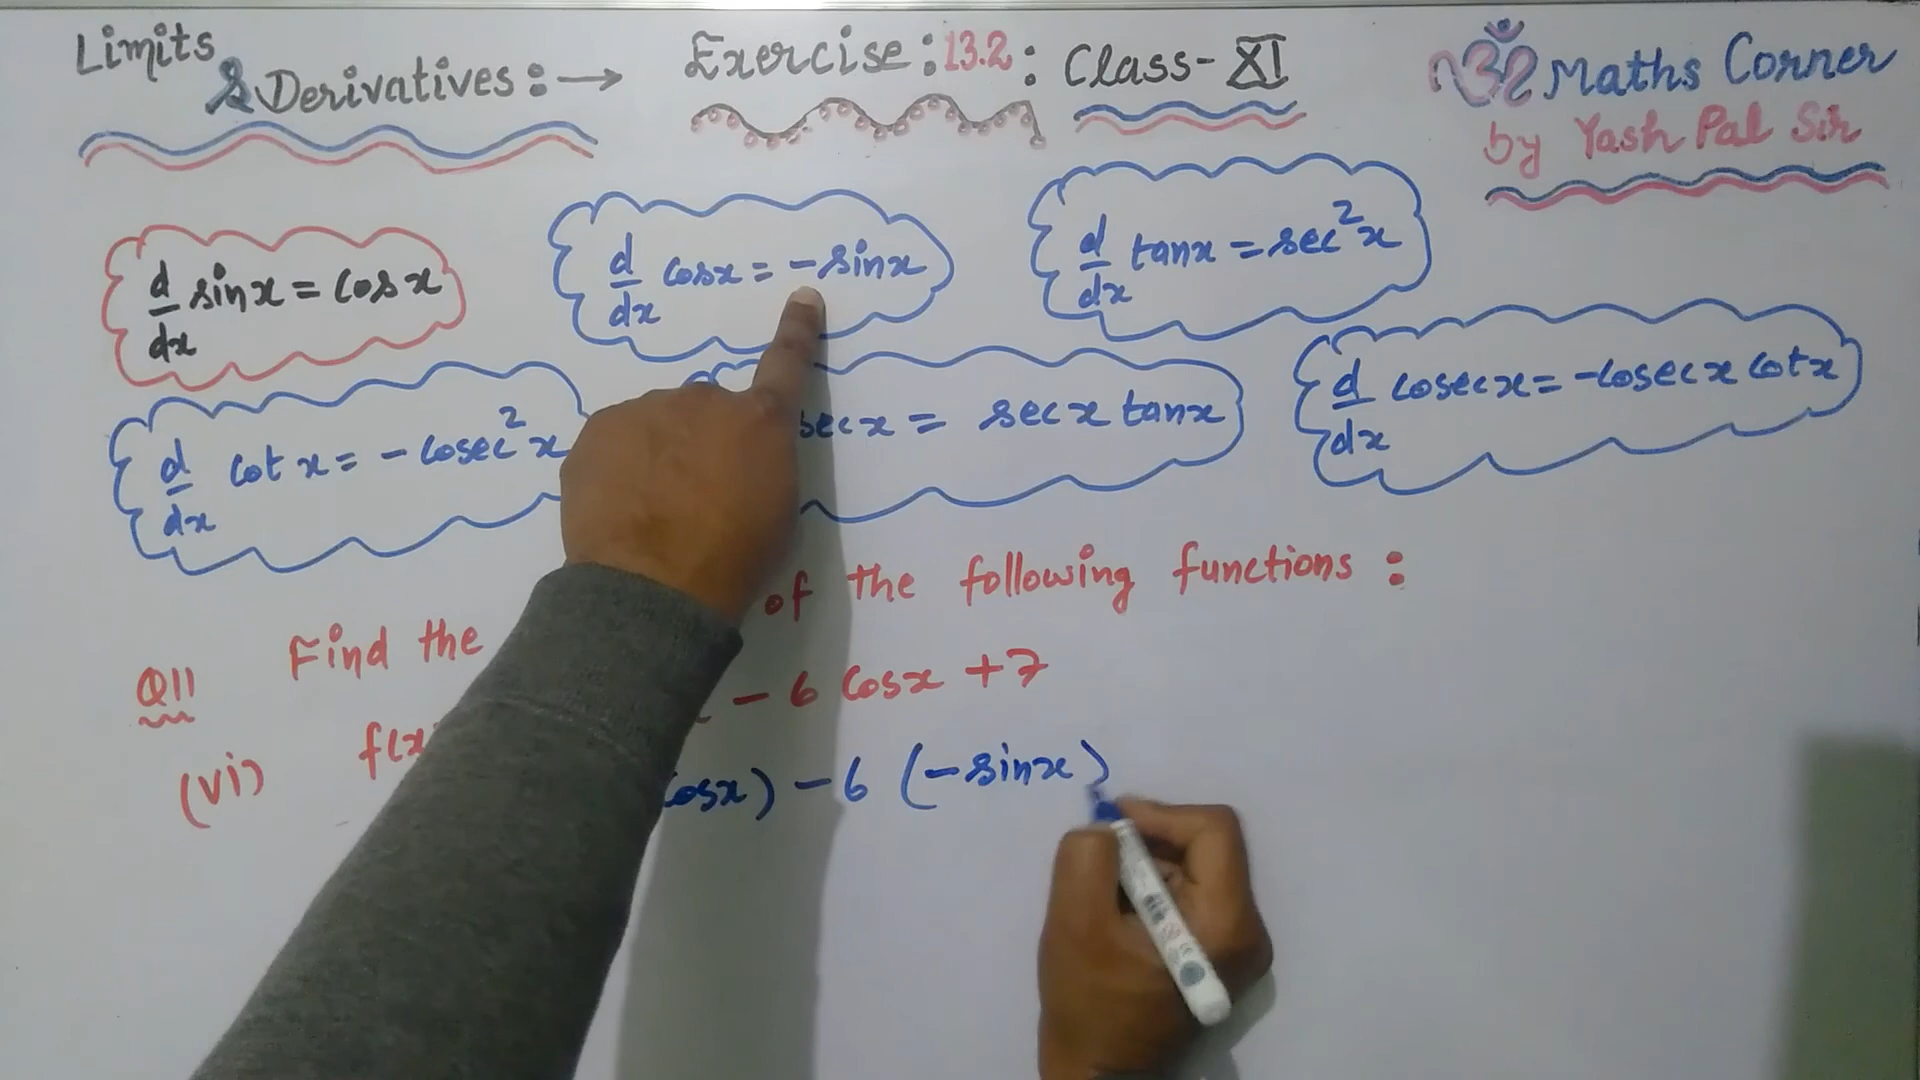 Limits & Derivatives : → Exercise : 13.2 : Class - XI
ॐ Maths Corner
by Yash Pal Sir
d/dx sinx = cosx
d/dx cosx = -sinx
d/dx tanx = sec²x
d/dx cot x = - cosec²x
secx = secx tanx
d/dx cosecx = -cosecx cotx
Q11 Find the of the following functions :
(vi) f(x - 6 cosx + 7
cosx) - 6 (-sinx)